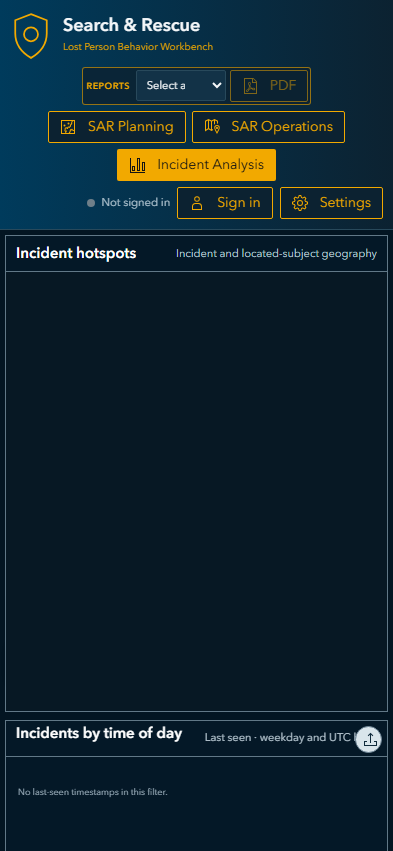 Search & Rescue
Lost Person Behavior Workbench
REPORTS Select a PDF
SAR Planning SAR Operations
Incident Analysis
Not signed in Sign in Settings
Incident hotspots Incident and located-subject geography
Incidents by time of day Last seen · weekday and UTC
No last-seen timestamps in this filter.